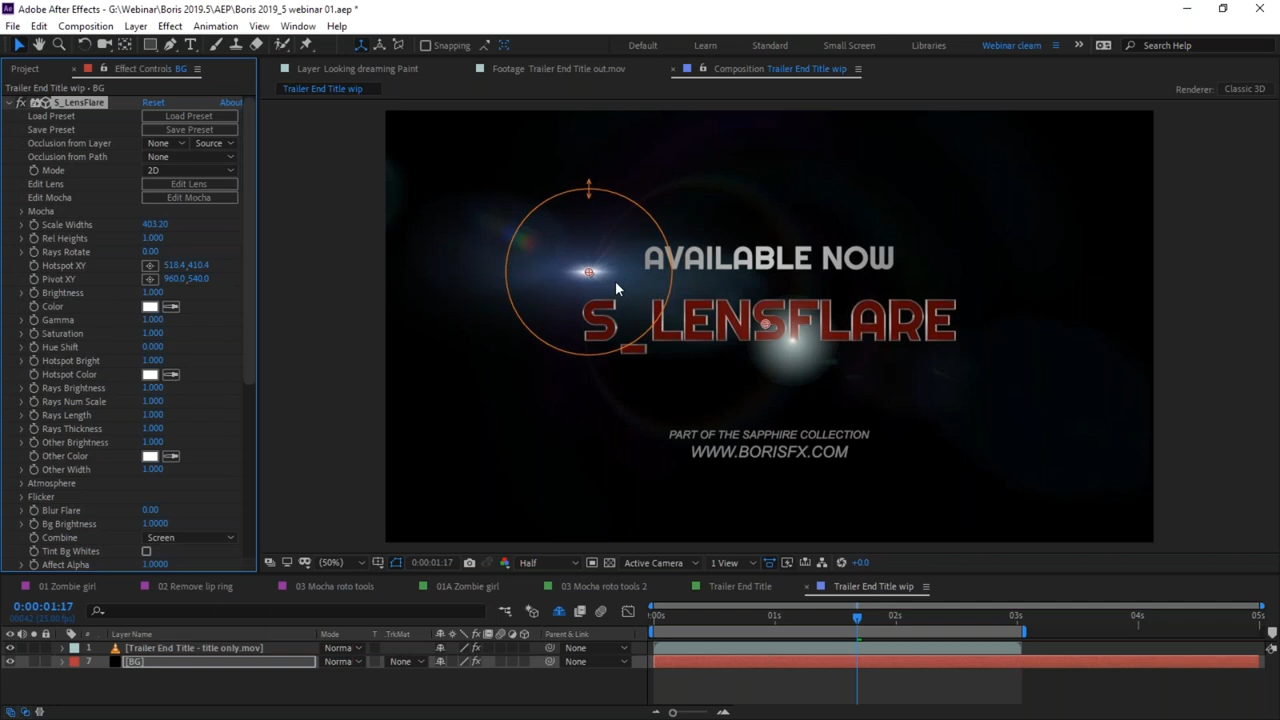 Adobe After Effects - G:\Webinar\Boris 2019.5\AEP\Boris 2019_5 webinar 01.aep *
File Edit Composition Layer Effect Animation View Window Help
Snapping Default Learn Standard Small Screen Libraries Webinar cleam Search Help
Project Effect Controls BG Layer Looking dreaming Paint Footage Trailer End Title out.mov Composition Trailer End Title wip
Trailer End Title wip • BG Trailer End Title wip Renderer: Classic 3D
fx S_LensFlare Reset About
Load Preset Load Preset
Save Preset Save Preset
Occlusion from Layer None Source
Occlusion from Path None
Mode 2D
Edit Lens Edit Lens
Edit Mocha Edit Mocha
Mocha
Scale Widths 403.20
Rel Heights 1.000
Rays Rotate 0.00
Hotspot XY 518.4,410.4
Pivot XY 960.0,540.0
Brightness 1.000
Color
Gamma 1.000
Saturation 1.000
Hue Shift 0.000
Hotspot Bright 1.000
Hotspot Color
Rays Brightness 1.000
Rays Num Scale 1.000
Rays Length 1.000
Rays Thickness 1.000
Other Brightness 1.000
Other Color
Other Width 1.000
Atmosphere
Flicker
Blur Flare 0.00
Bg Brightness 1.0000
Combine Screen
Tint Bg Whites
Affect Alpha 1.0000
AVAILABLE NOW
S_LENSFLARE
PART OF THE SAPPHIRE COLLECTION
WWW.BORISFX.COM
(50%) 0:00:01:17 Half Active Camera 1 View +0.0
01 Zombie girl 02 Remove lip ring 03 Mocha roto tools 01A Zombie girl 03 Mocha roto tools 2 Trailer End Title Trailer End Title wip
0:00:01:17
00042 (25.00 fps)
:00s 01s 02s 03s 04s 05s
# Layer Name Mode T .TrkMat Parent & Link
1 [Trailer End Title - title only.mov] Norma None
7 [BG] Norma None None